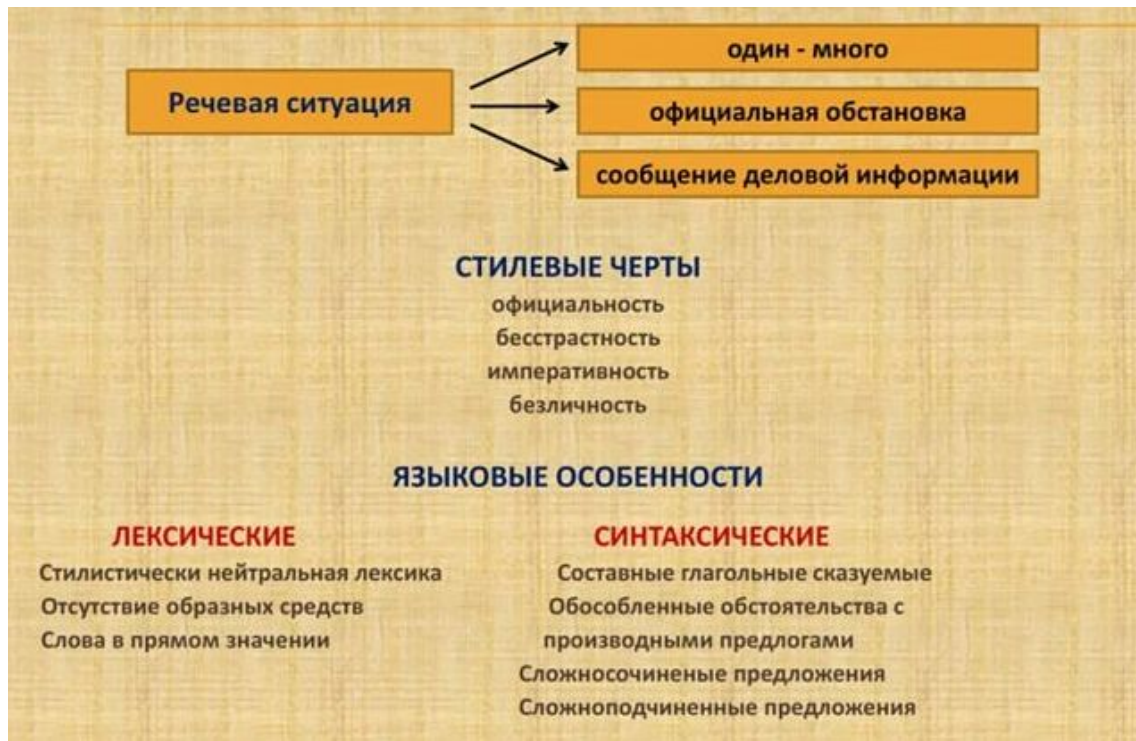 Речевая ситуация
один - много
официальная обстановка
сообщение деловой информации
СТИЛЕВЫЕ ЧЕРТЫ
официальность
бесстрастность
императивность
безличность
ЯЗЫКОВЫЕ ОСОБЕННОСТИ
ЛЕКСИЧЕСКИЕ
Стилистически нейтральная лексика
Отсутствие образных средств
Слова в прямом значении
СИНТАКСИЧЕСКИЕ
Составные глагольные сказуемые
Обособленные обстоятельства с
производными предлогами
Сложносочиненые предложения
Сложноподчиненные предложения